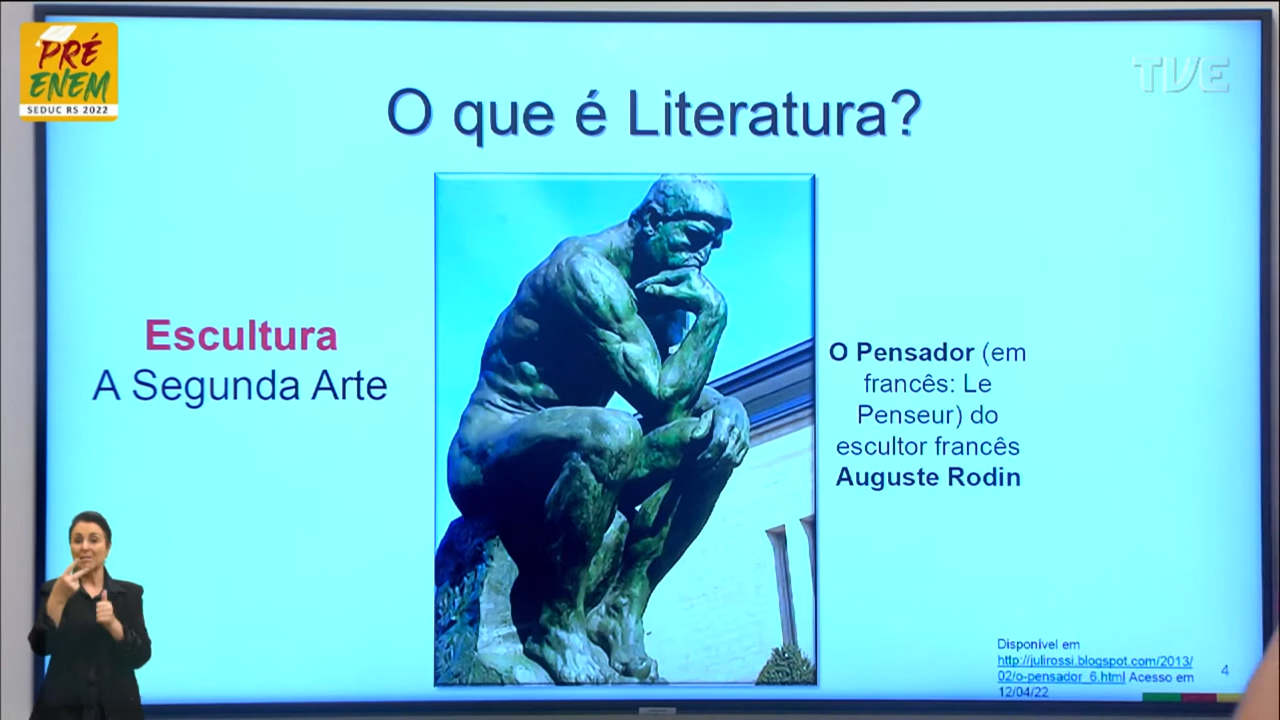 PRÉ
ENEM
SEDUC RS 2022
TVE
O que é Literatura?
Escultura
A Segunda Arte
O Pensador (em
francês: Le
Penseur) do
escultor francês
Auguste Rodin
Disponível em
http://julirossi.blogspot.com/2013/
02/o-pensador_6.html Acesso em
12/04/22
4